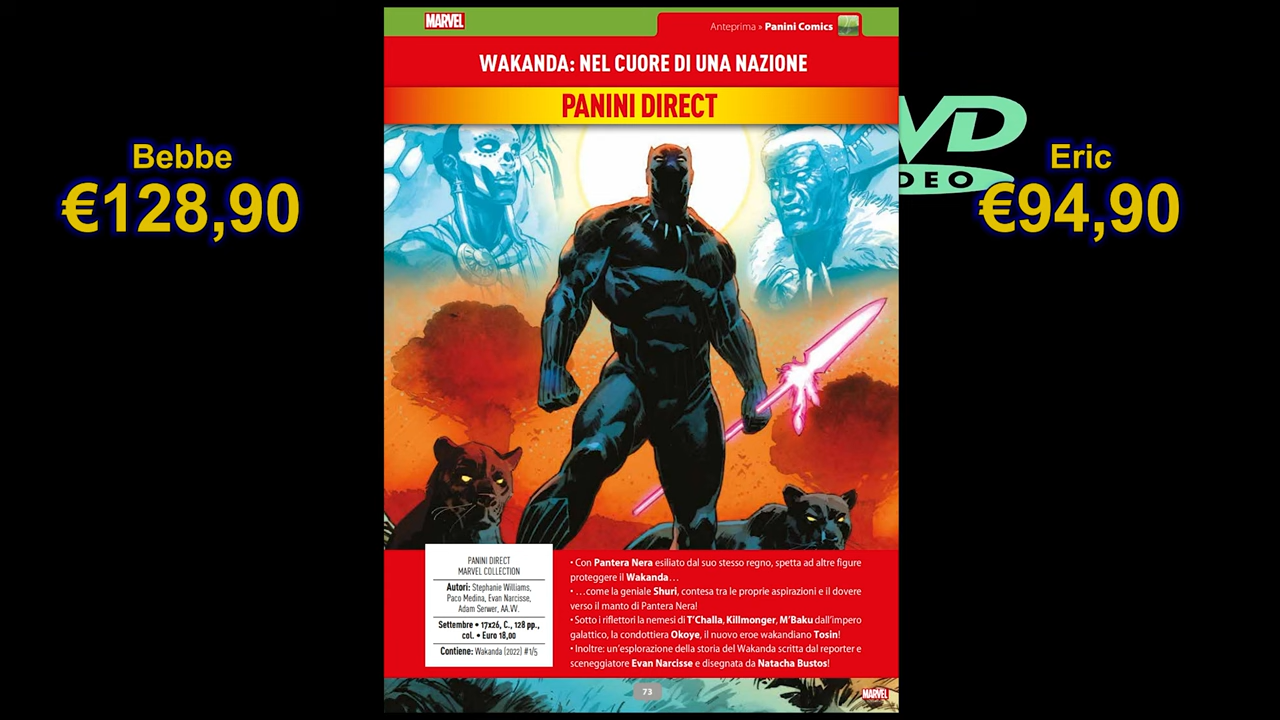 MARVEL
Anteprima » Panini Comics
WAKANDA: NEL CUORE DI UNA NAZIONE
PANINI DIRECT
Bebbe
€128,90
Eric
€94,90
PANINI DIRECT
MARVEL COLLECTION
Autori: Stephanie Williams,
Paco Medina, Evan Narcisse,
Adam Serwer, AA.VV.
Settembre • 17x26, C., 128 pp.,
col. • Euro 18,00
Contiene: Wakanda (2022) #1/5
• Con Pantera Nera esiliato dal suo stesso regno, spetta ad altre figure
proteggere il Wakanda…
• …come la geniale Shuri, contesa tra le proprie aspirazioni e il dovere
verso il manto di Pantera Nera!
• Sotto i riflettori la nemesi di T'Challa, Killmonger, M'Baku dall'impero
galattico, la condottiera Okoye, il nuovo eroe wakandiano Tosin!
• Inoltre: un'esplorazione della storia del Wakanda scritta dal reporter e
sceneggiatore Evan Narcisse e disegnata da Natacha Bustos!
73
MARVEL